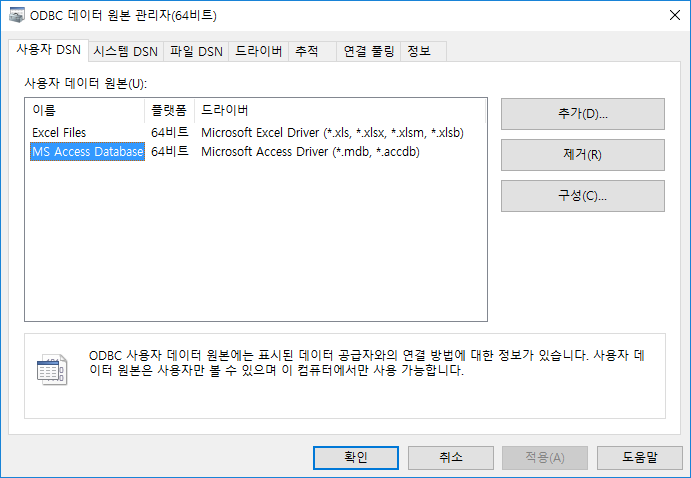 ODBC 데이터 원본 관리자(64비트)
사용자 DSN 시스템 DSN 파일 DSN 드라이버 추적 연결 풀링 정보
사용자 데이터 원본(U):
이름 플랫폼 드라이버
Excel Files 64비트 Microsoft Excel Driver (*.xls, *.xlsx, *.xlsm, *.xlsb)
MS Access Database 64비트 Microsoft Access Driver (*.mdb, *.accdb)
추가(D)...
제거(R)
구성(C)...
ODBC 사용자 데이터 원본에는 표시된 데이터 공급자와의 연결 방법에 대한 정보가 있습니다. 사용자 데
이터 원본은 사용자만 볼 수 있으며 이 컴퓨터에서만 사용 가능합니다.
확인 취소 적용(A) 도움말